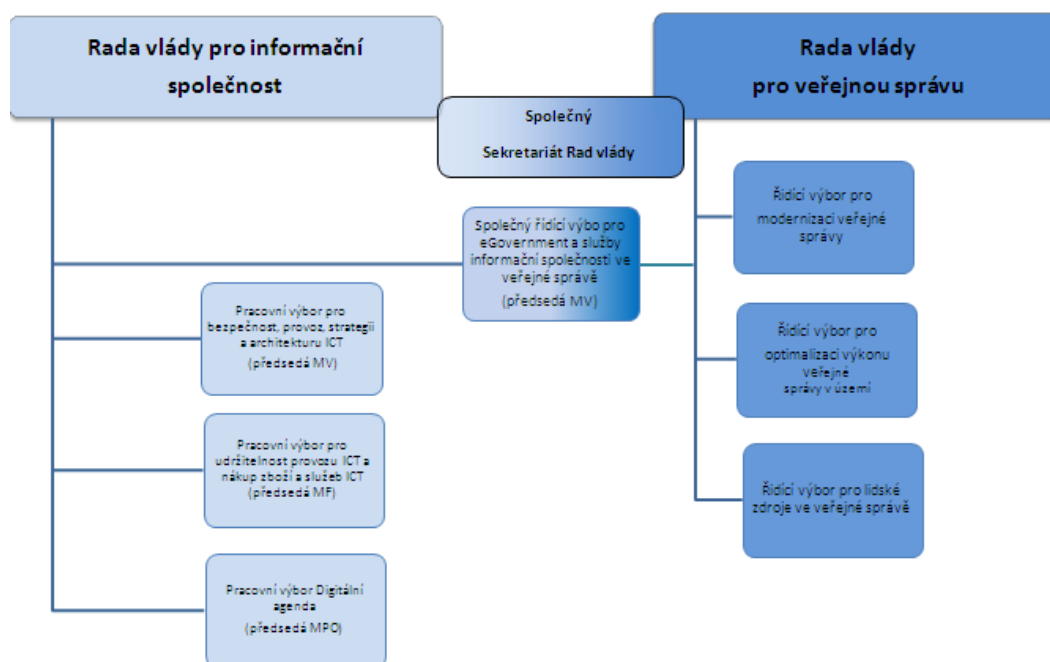 Rada vlády pro informační
společnost
Rada vlády
pro veřejnou správu
Společný
Sekretariát Rad vlády
Společný řídící výbo pro
eGovernment a služby
informační společnosti ve
veřejné správě
(předsedá MV)
Řídící výbor pro
modernizaci veřejné
správy
Pracovní výbor pro
bezpečnost, provoz, strategii
a architekturu ICT
(předsedá MV)
Řídící výbor pro
optimalizaci výkonu
veřejné
správy v území
Pracovní výbor pro
udržitelnost provozu ICT a
nákup zboží a služeb ICT
(předsedá MF)
Řídící výbor pro lidské
zdroje ve veřejné správě
Pracovní výbor Digitální
agenda
(předsedá MPO)